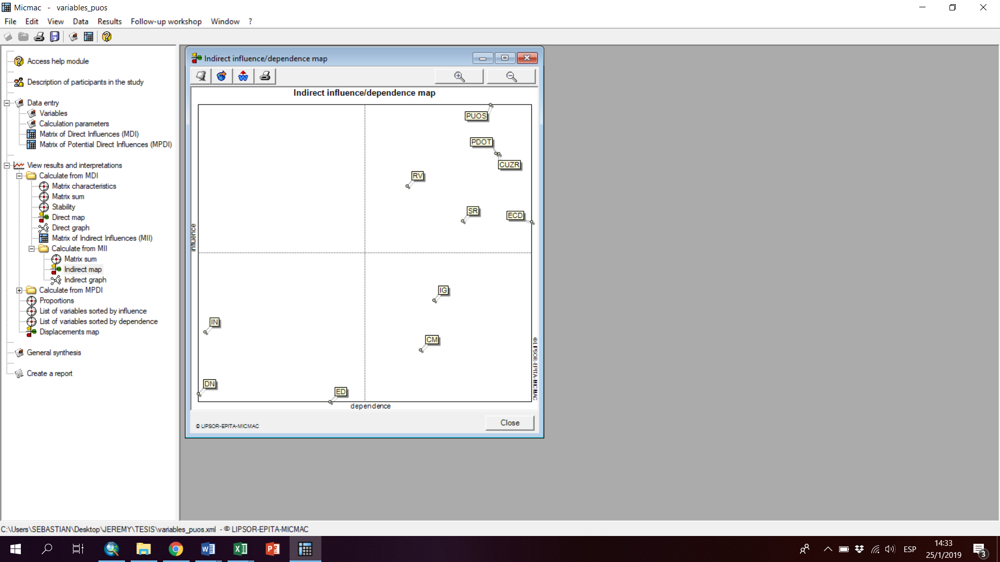 Micmac - variables_puos
File Edit View Data Results Follow-up workshop Window ?
Access help module
Description of participants in the study
Data entry
Variables
Calculation parameters
Matrix of Direct Influences (MDI)
Matrix of Potential Direct Influences (MPDI)
View results and interpretations
Calculate from MDI
Matrix characteristics
Matrix sum
Stability
Direct map
Direct graph
Matrix of Indirect Influences (MII)
Calculate from MII
Matrix sum
Indirect map
Indirect graph
Calculate from MPDI
Proportions
List of variables sorted by influence
List of variables sorted by dependence
Displacements map
General synthesis
Create a report
Indirect influence/dependence map
Indirect influence/dependence map
PUOS
PDOT
CUZR
RV
SR
ECD
influence
IG
IN
CM
DN
ED
dependence
© LIPSOR-EPITA-MICMAC
© LIPSOR-EPITA-MICMAC
Close
C:\Users\SEBASTIAN\Desktop\JEREMY\TESIS\variables_puos.xml - © LIPSOR-EPITA-MICMAC
ESP
14:33
25/1/2019
3